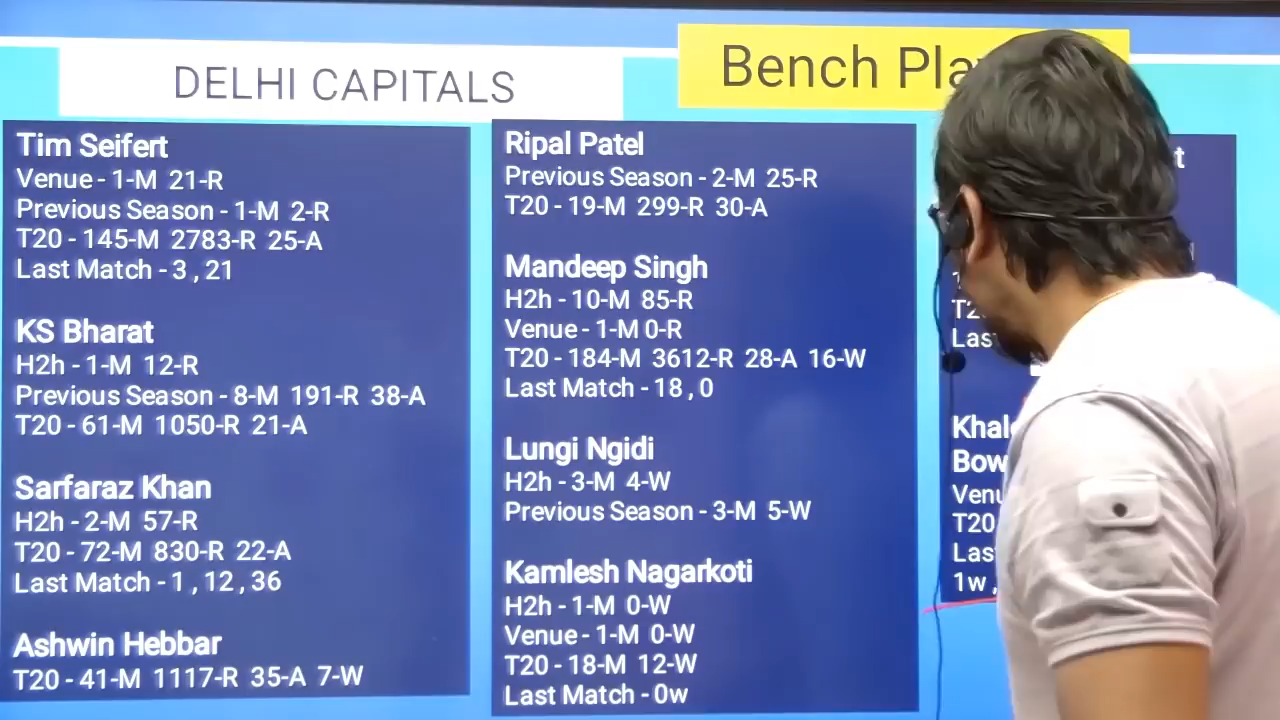 DELHI CAPITALS
Bench
Tim Seifert
Venue - 1-M 21-R
Previous Season - 1-M 2-R
T20 - 145-M 2783-R 25-A
Last Match - 3 , 21
KS Bharat
H2h - 1-M 12-R
Previous Season - 8-M 191-R 38-A
T20 - 61-M 1050-R 21-A
Sarfaraz Khan
H2h - 2-M 57-R
T20 - 72-M 830-R 22-A
Last Match - 1 , 12 , 36
Ashwin Hebbar
T20 - 41-M 1117-R 35-A 7-W
Ripal Patel
Previous Season - 2-M 25-R
T20 - 19-M 299-R 30-A
Mandeep Singh
H2h - 10-M 85-R
Venue - 1-M 0-R
T20 - 184-M 3612-R 28-A 16-W
Last Match - 18 , 0
Lungi Ngidi
H2h - 3-M 4-W
Previous Season - 3-M 5-W
Kamlesh Nagarkoti
H2h - 1-M 0-W
Venue - 1-M 0-W
T20 - 18-M 12-W
Last Match - 0w
T20
1w ,